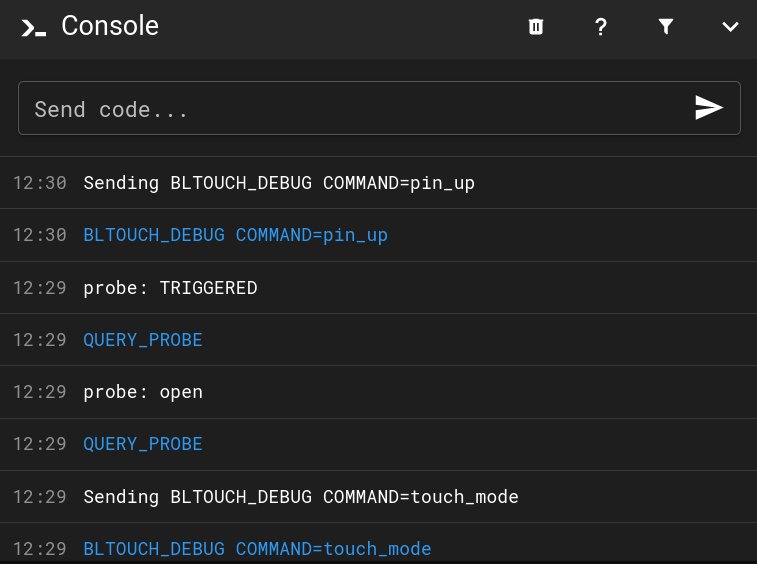 Console
Send code...
12:30 Sending BLTOUCH_DEBUG COMMAND=pin_up
12:30 BLTOUCH_DEBUG COMMAND=pin_up
12:29 probe: TRIGGERED
12:29 QUERY_PROBE
12:29 probe: open
12:29 QUERY_PROBE
12:29 Sending BLTOUCH_DEBUG COMMAND=touch_mode
12:29 BLTOUCH_DEBUG COMMAND=touch_mode